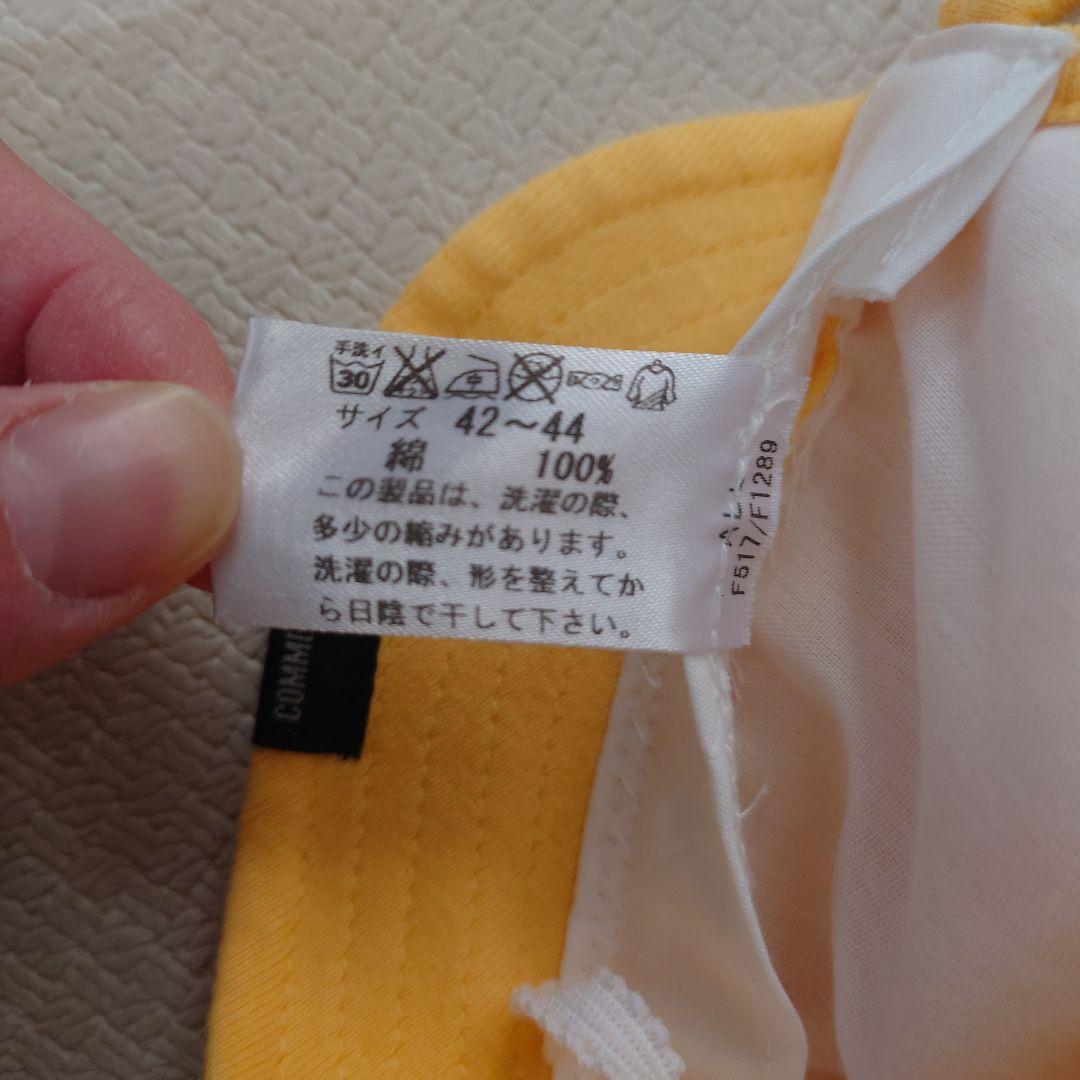 手洗イ
30
中
サイズ 42～44
綿 100%
この製品は、洗濯の際、
多少の縮みがあります。
洗濯の際、形を整えてか
ら日陰で干して下さい。
F517/F1289